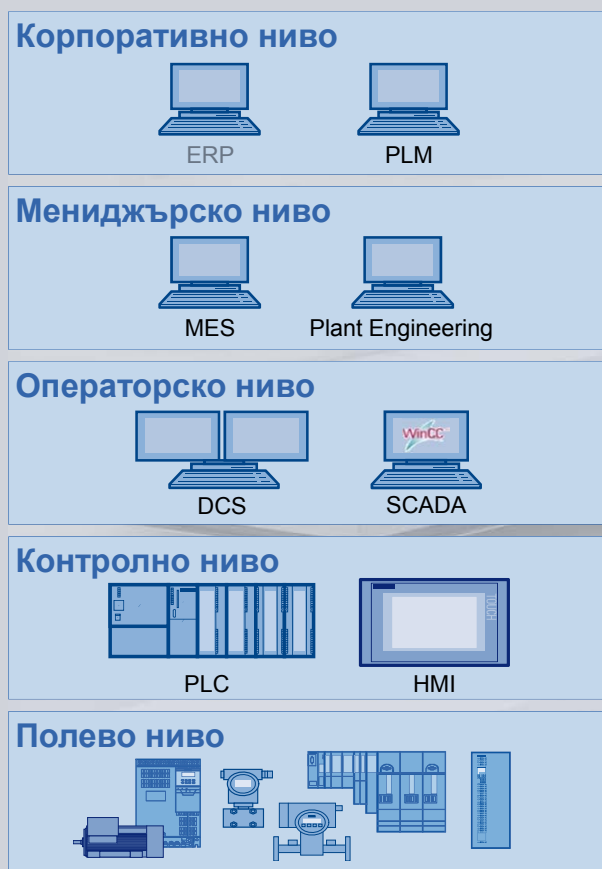 Корпоративно ниво
ERP PLM
Мениджърско ниво
MES Plant Engineering
Операторско ниво
WinCC
DCS SCADA
Контролно ниво
TOUCH
PLC HMI
Полево ниво